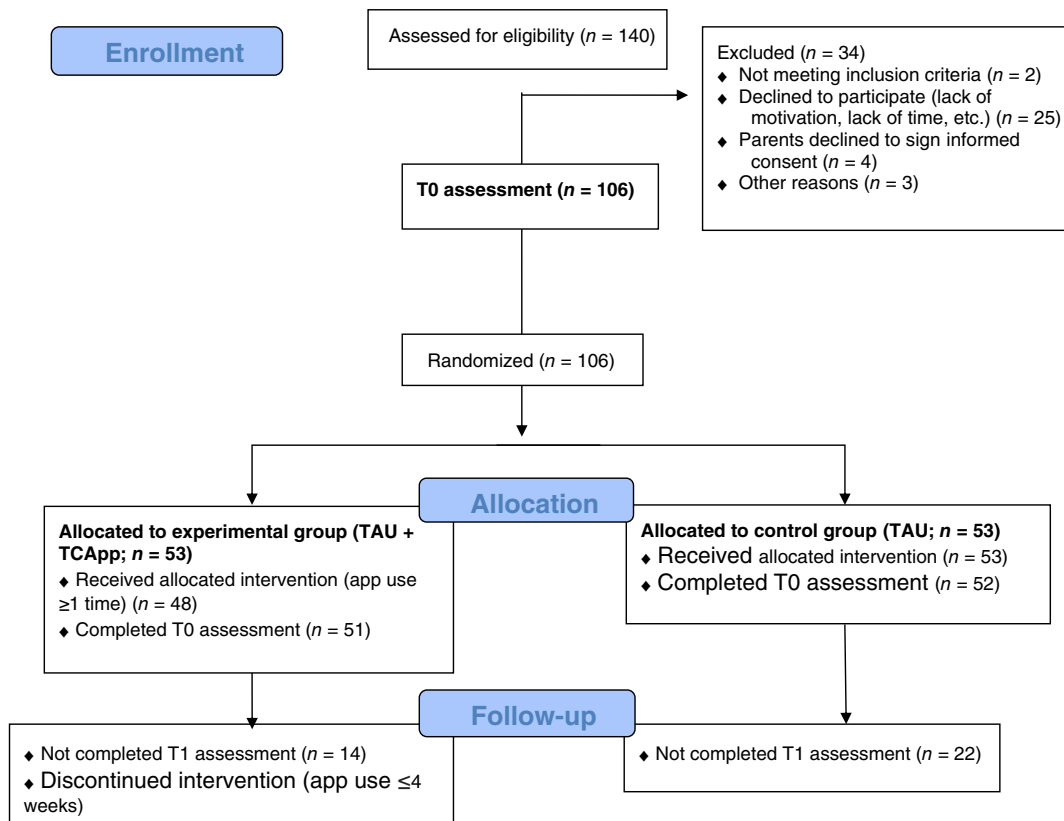 Enrollment
Assessed for eligibility (n = 140)
Excluded (n = 34)
♦ Not meeting inclusion criteria (n = 2)
♦ Declined to participate (lack of
motivation, lack of time, etc.) (n = 25)
♦ Parents declined to sign informed
consent (n = 4)
♦ Other reasons (n = 3)
T0 assessment (n = 106)
Randomized (n = 106)
Allocation
Allocated to experimental group (TAU +
TCApp; n = 53)
♦ Received allocated intervention (app use
≥1 time) (n = 48)
♦ Completed T0 assessment (n = 51)
Allocated to control group (TAU; n = 53)
♦ Received allocated intervention (n = 53)
♦ Completed T0 assessment (n = 52)
Follow-up
♦ Not completed T1 assessment (n = 14)
♦ Discontinued intervention (app use ≤4
weeks)
♦ Not completed T1 assessment (n = 22)